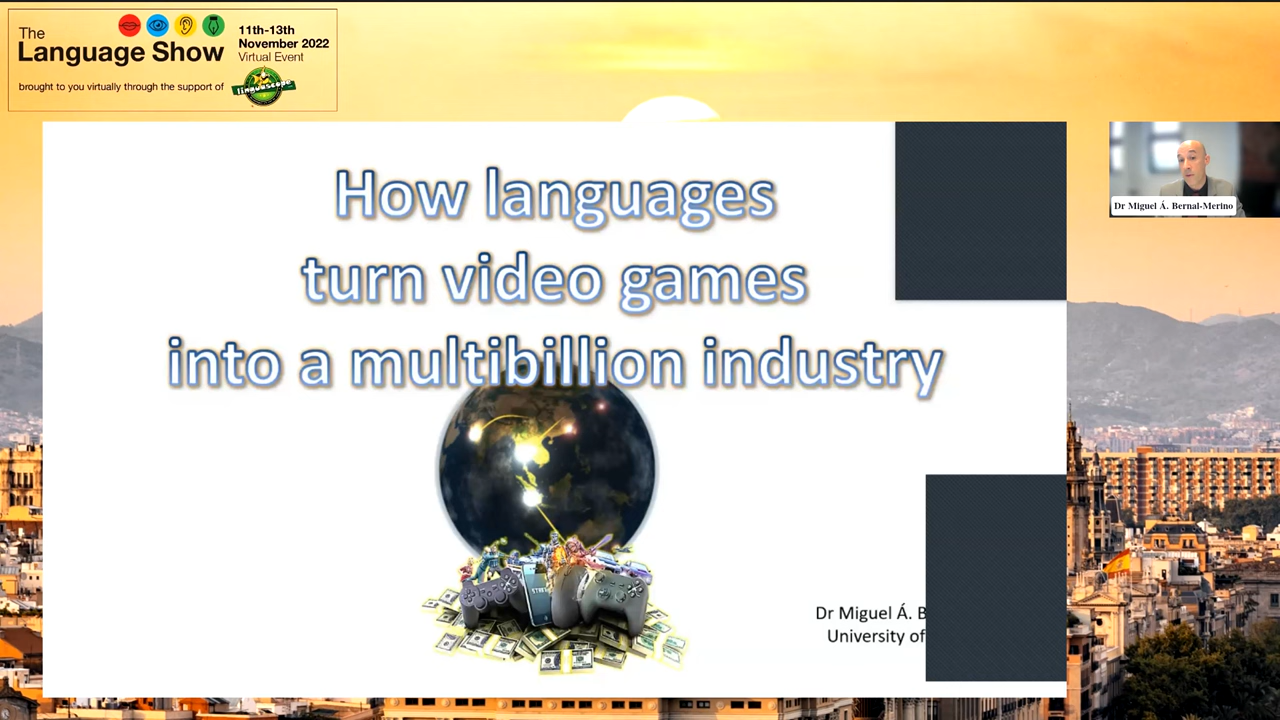 The
Language Show
11th-13th
November 2022
Virtual Event
brought to you virtually through the support of
linguascope
How languages
turn video games
into a multibillion industry
Dr Miguel Á. Bernal-Merino
Dr Miguel Á. B
University of